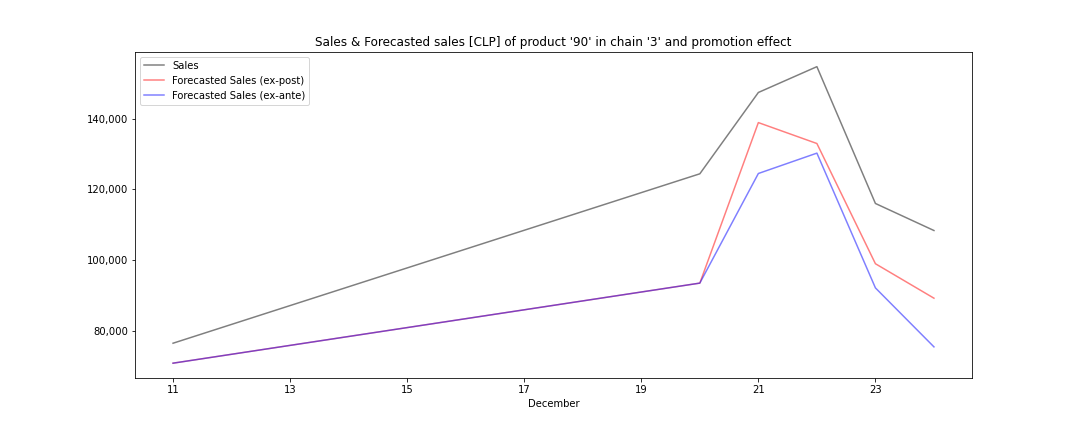 Sales & Forecasted sales [CLP] of product '90' in chain '3' and promotion effect
Sales
Forecasted Sales (ex-post)
Forecasted Sales (ex-ante)
140,000
120,000
100,000
80,000
11 13 15 17 19 21 23
December